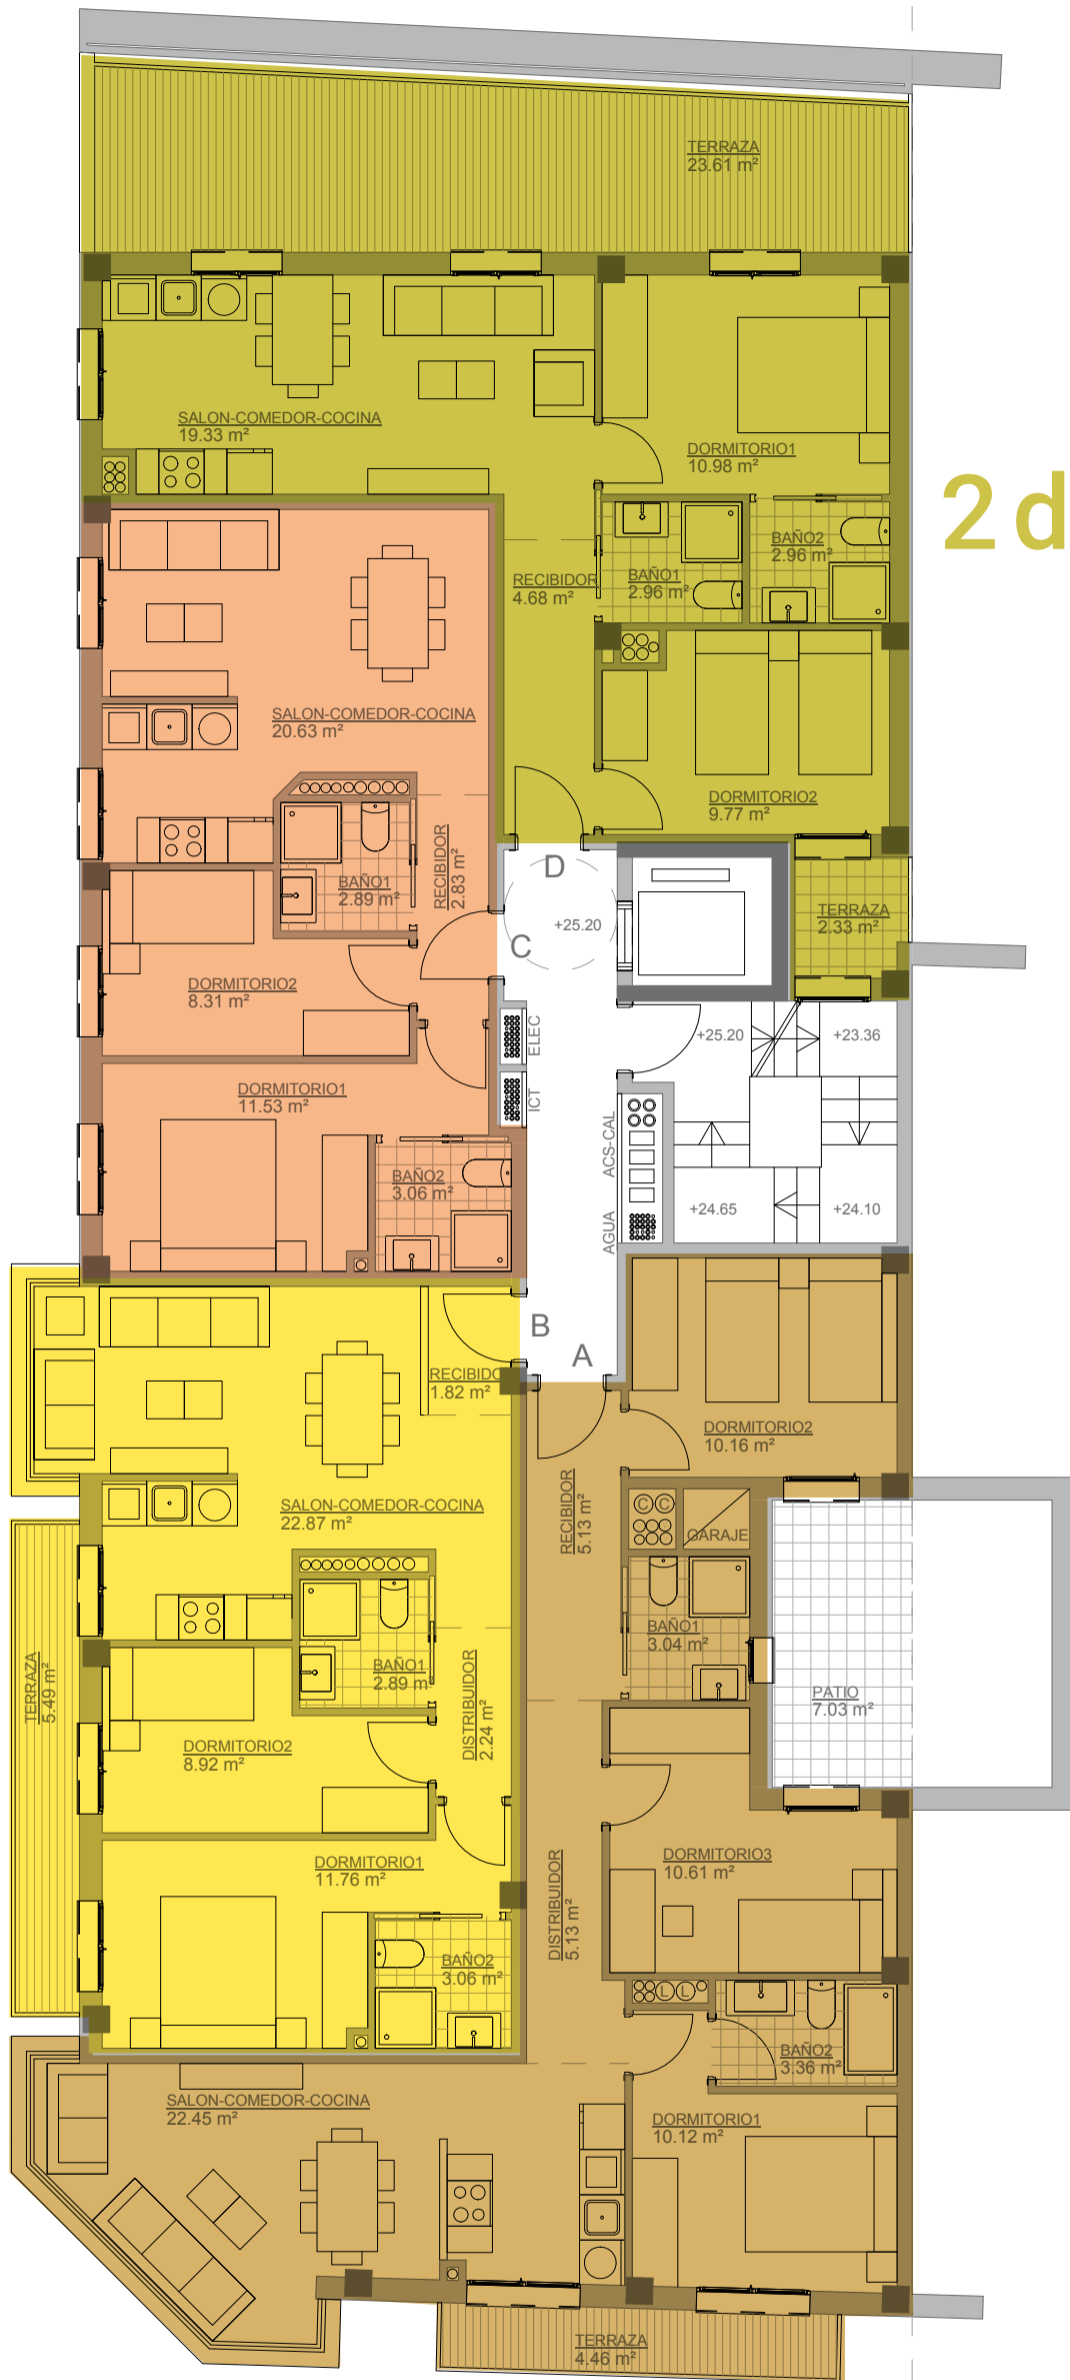 TERRAZA
23.61 m²
SALON-COMEDOR-COCINA
19.33 m²
DORMITORIO1
10.98 m²
2 d
BAÑO2
2.96 m²
RECIBIDOR
4.68 m²
BAÑO1
2.96 m²
SALON-COMEDOR-COCINA
20.63 m²
DORMITORIO2
9.77 m²
RECIBIDOR
2.83 m²
BAÑO1
2.89 m²
D
+25.20
C
TERRAZA
2.33 m²
DORMITORIO2
8.31 m²
ELEC
ICT
+25.20
+23.36
DORMITORIO1
11.53 m²
BAÑO2
3.06 m²
ACS-CAL
AGUA
+24.65
+24.10
B
A
RECIBIDO
1.82 m²
DORMITORIO2
10.16 m²
SALON-COMEDOR-COCINA
22.87 m²
RECIBIDOR
5.13 m²
C C
GARAJE
BAÑO1
3.04 m²
BAÑO1
2.89 m²
TERRAZA
5.49 m²
DISTRIBUIDOR
2.24 m²
PATIO
7.03 m²
DORMITORIO2
8.92 m²
DORMITORIO1
11.76 m²
DORMITORIO3
10.61 m²
DISTRIBUIDOR
5.13 m²
BAÑO2
3.06 m²
L L
BAÑO2
3.36 m²
SALON-COMEDOR-COCINA
22.45 m²
DORMITORIO1
10.12 m²
TERRAZA
4.46 m²